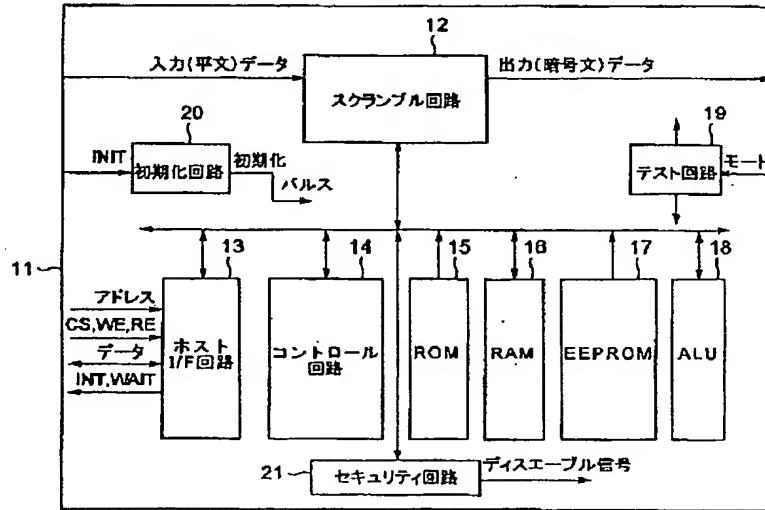 12
入力(平文)データ
スクランブル回路
出力(暗号文)データ
20
19
INIT
初期化回路
初期化
パルス
テスト回路
モード
11
13
14
15
16
17
18
アドレス
CS,WE,RE
データ
INT,WAIT
ホスト
I/F回路
コントロール
回路
ROM
RAM
EEPROM
ALU
21
セキュリティ回路
ディスエーブル信号